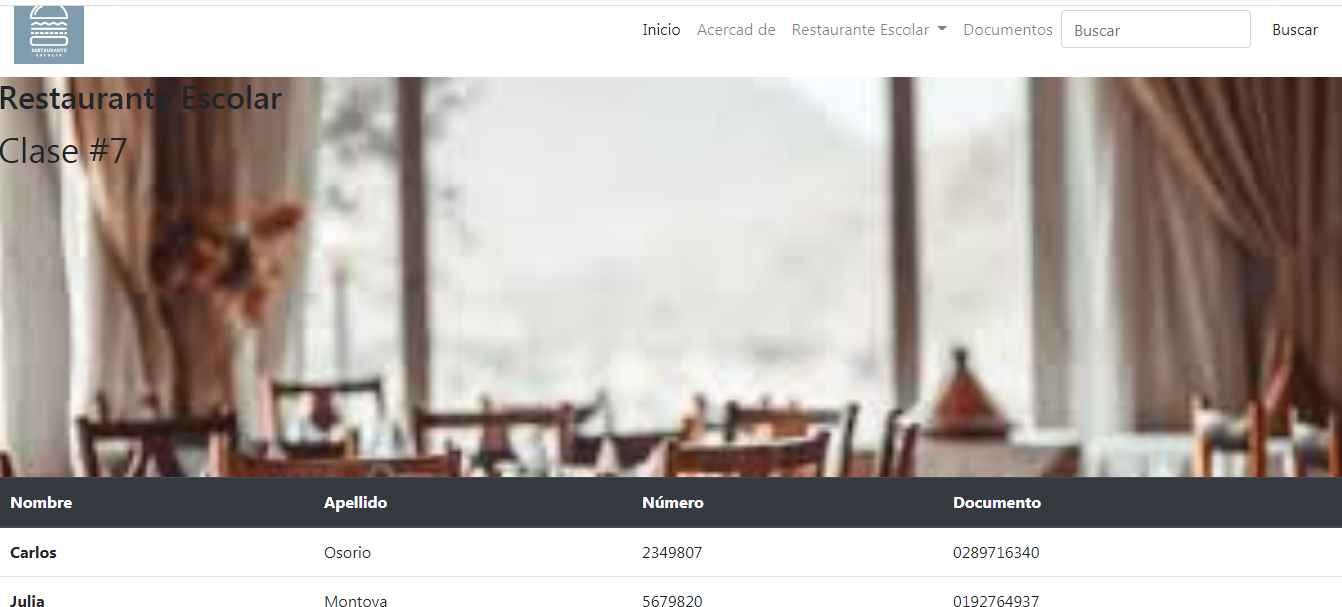 RESTAURANTE
ESCOLAR
Inicio Acercad de Restaurante Escolar Documentos Buscar Buscar
Restaurante Escolar
Clase #7
Nombre Apellido Número Documento
Carlos Osorio 2349807 0289716340
Julia Montova 5679820 0192764937